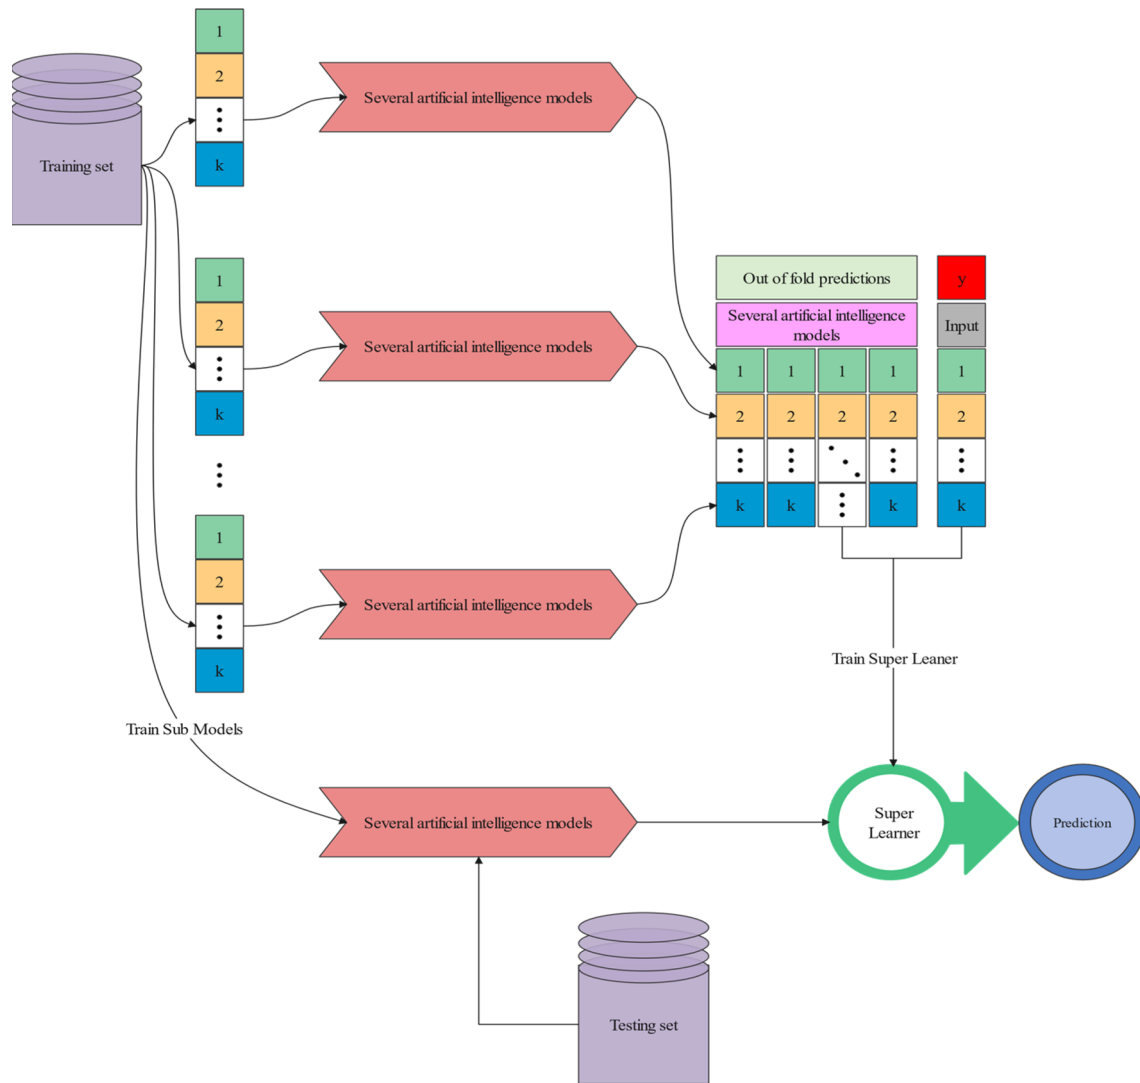 1
2
k
Training set
Several artificial intelligence models
1
2
k
Several artificial intelligence models
Out of fold predictions
y
Several artificial intelligence
models
Input
1 1 1 1 1
2 2 2 2 2
k k k k
1
2
k
Several artificial intelligence models
Train Super Leaner
Train Sub Models
Several artificial intelligence models
Super
Learner
Prediction
Testing set